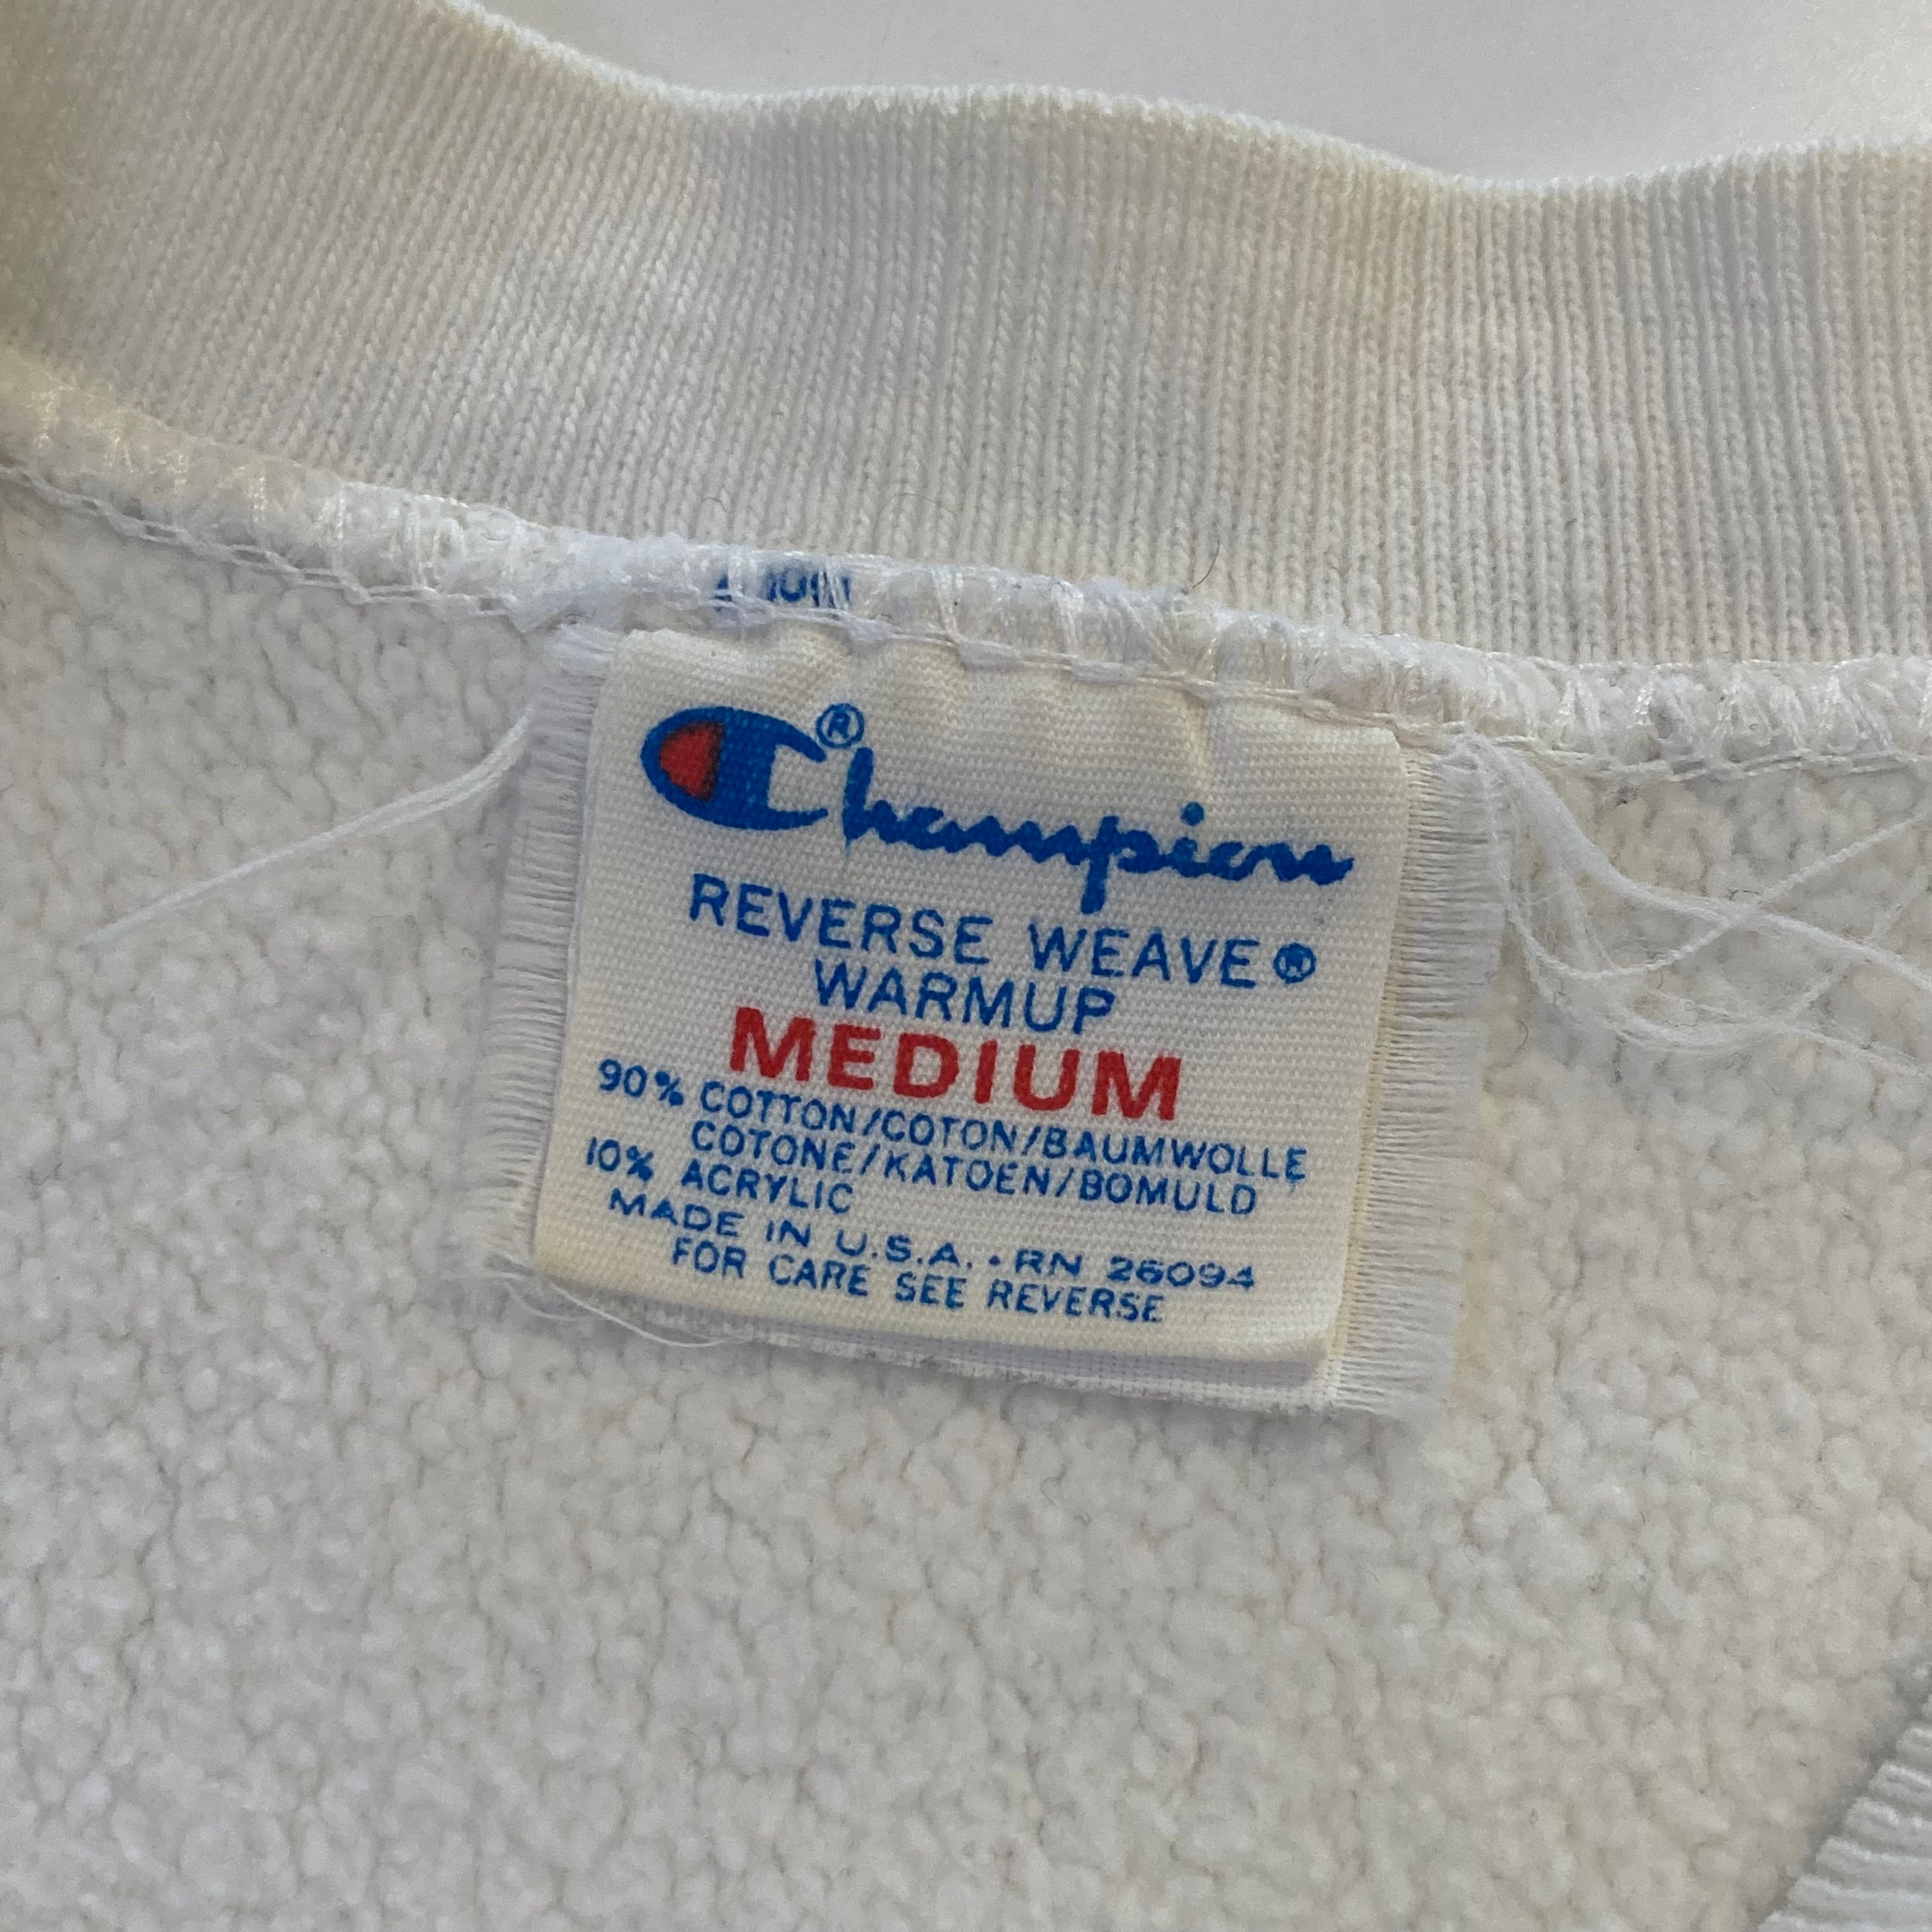 Champion®
REVERSE WEAVE®
WARMUP
MEDIUM
90% COTTON/COTON/BAUMWOLLE
COTONE/KATOEN/BOMULD
10% ACRYLIC
MADE IN U.S.A. • RN 26094
FOR CARE SEE REVERSE